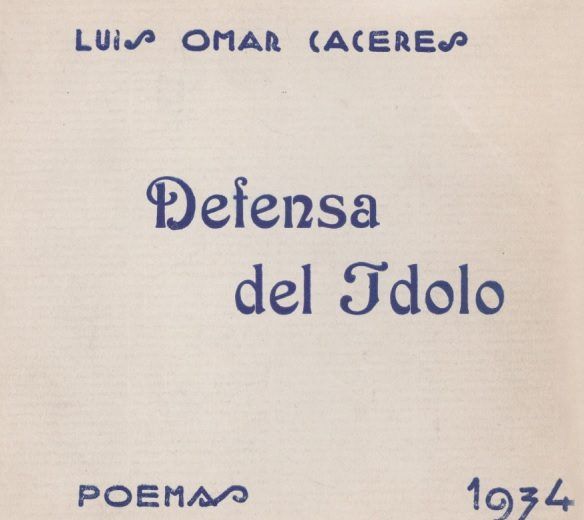 LUIS OMAR CACERES
Defensa
del Idolo
POEMAS
1934